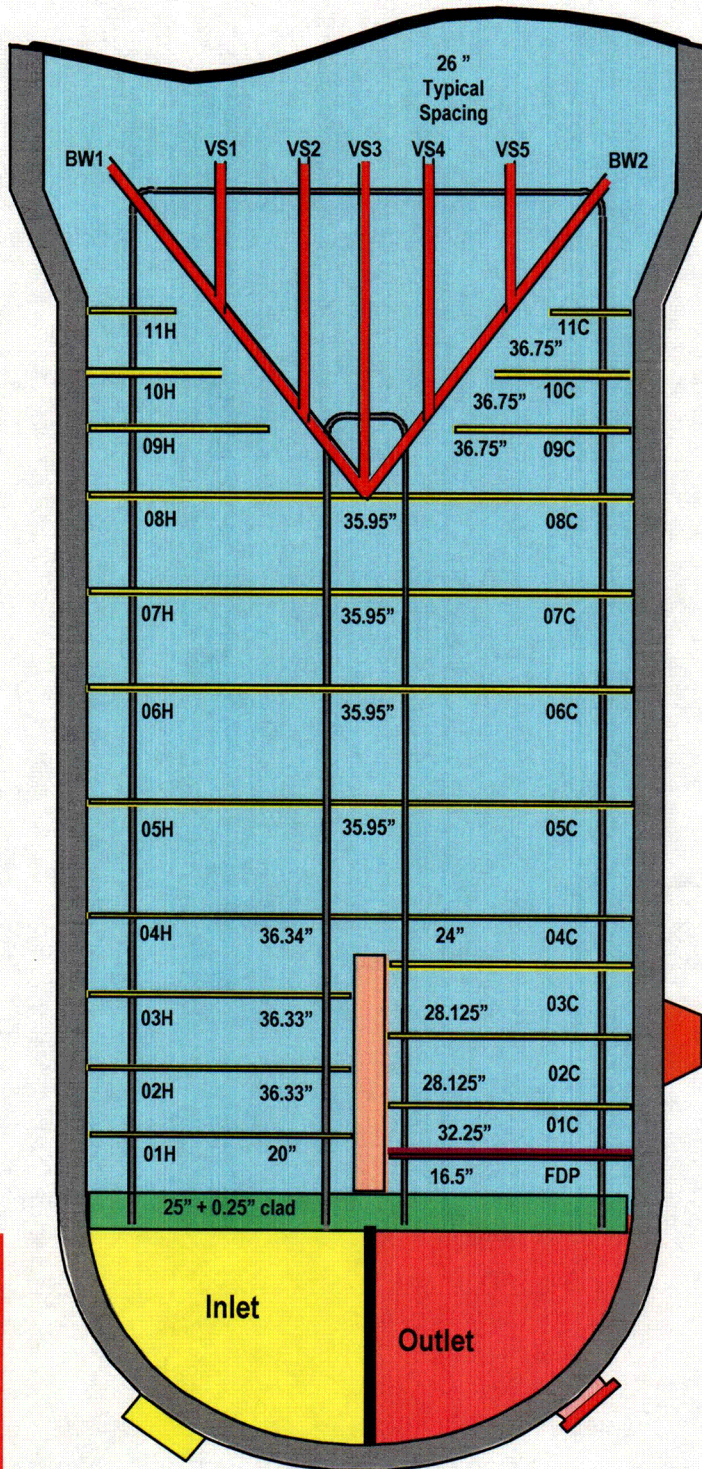 26 ”
Typical
Spacing
BW1 VS1 VS2 VS3 VS4 VS5 BW2
11H 11C
36.75”
10H 36.75” 10C
09H 36.75” 09C
08H 35.95” 08C
07H 35.95” 07C
06H 35.95” 06C
05H 35.95” 05C
04H 36.34” 24” 04C
03H 36.33” 28.125” 03C
02H 36.33” 28.125” 02C
01H 20” 32.25” 01C
16.5” FDP
25” + 0.25” clad
Inlet
Outlet